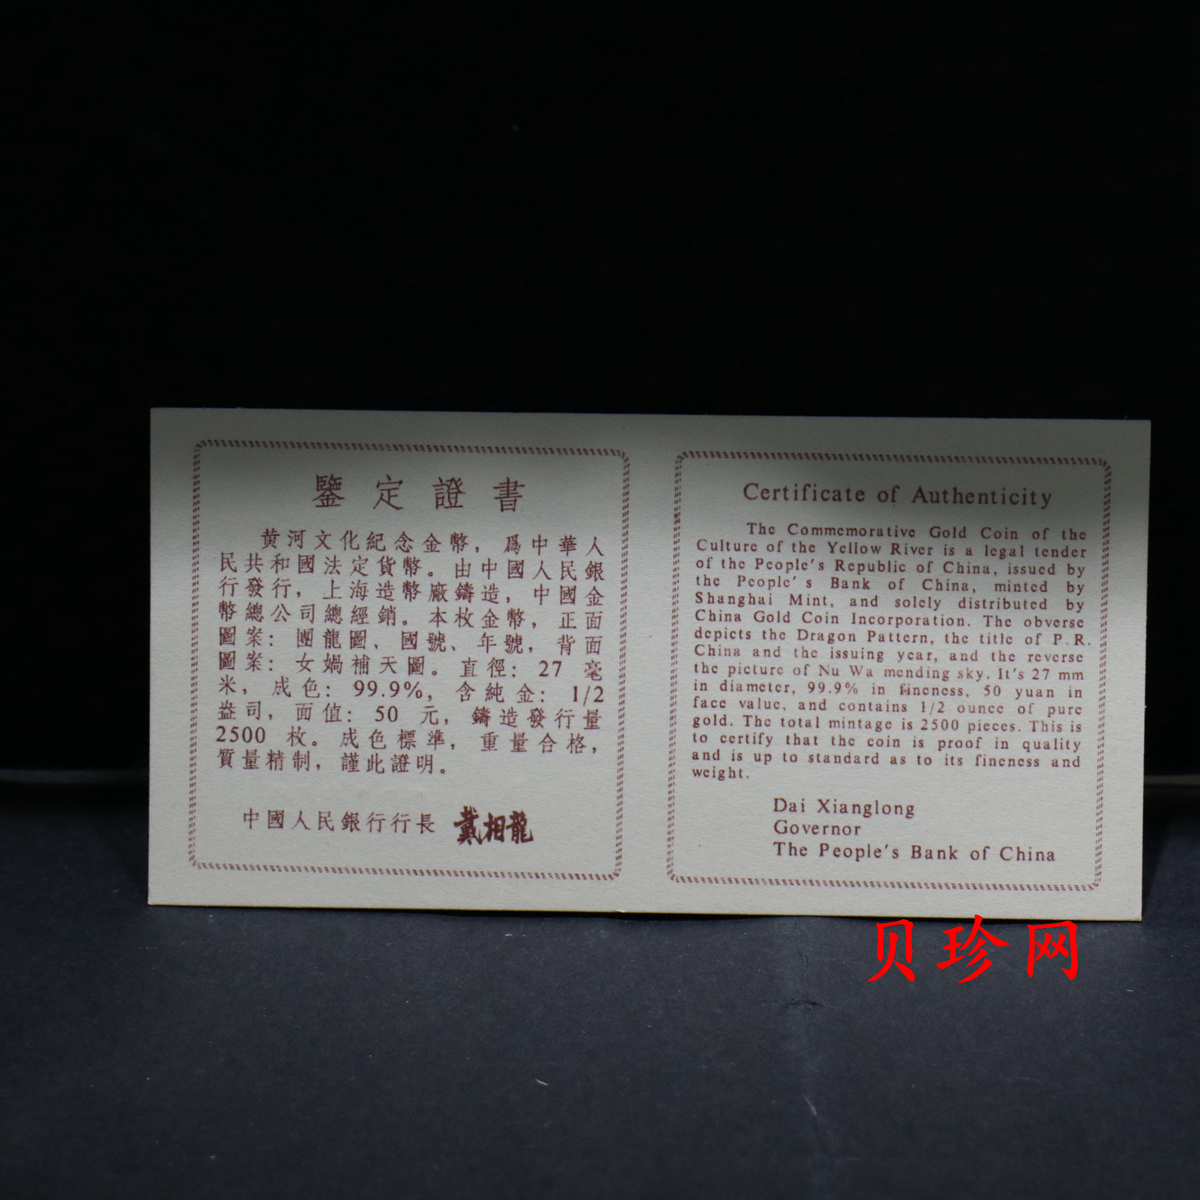 鑒定證書
黄河文化紀念金幣，爲中華人
民共和國法定貨幣。由中國人民銀
行發行，上海造幣廠鑄造，中國金
幣總公司總經銷。本枚金幣，正面
圖案：團龍圖、國號、年號，背面
圖案：女媧補天圖。直徑：27 毫
米，成色：99.9%，含純金：1/2
盎司，面值：50 元，鑄造發行量
2500 枚。成色標準，重量合格，
質量精制，謹此證明。
中國人民銀行行長 戴相龍
Certificate of Authenticity
The Commemorative Gold Coin of the
Culture of the Yellow River is a legal tender
of the People's Republic of China, issued by
the People's Bank of China, minted by
Shanghai Mint, and solely distributed by
China Gold Coin Incorporation. The obverse
depicts the Dragon Pattern, the title of P.R.
China and the issuing year, and the reverse
the picture of Nu Wa mending sky. It's 27 mm
in diameter, 99.9% in fineness, 50 yuan in
face value, and contains 1/2 ounce of pure
gold. The total mintage is 2500 pieces. This is
to certify that the coin is proof in quality
and is up to standard as to its fineness and
weight.
Dai Xianglong
Governor
The People's Bank of China
贝珍网